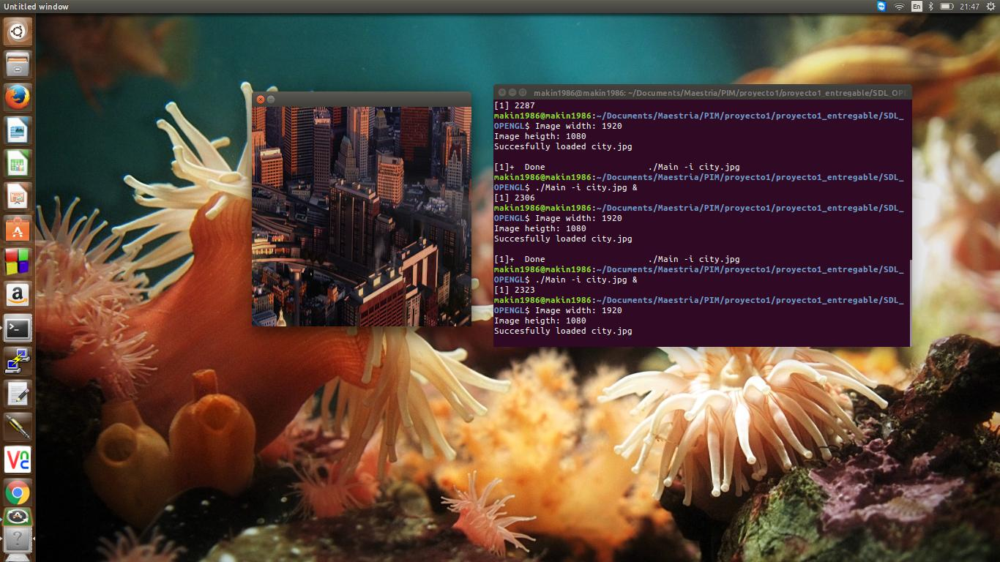 Untitled window
En
21:47
makin1986@makin1986: ~/Documents/Maestria/PIM/proyecto1/proyecto1_entregable/SDL_OPE
[1] 2287
makin1986@makin1986:~/Documents/Maestria/PIM/proyecto1/proyecto1_entregable/SDL_
OPENGL$ Image width: 1920
Image heigth: 1080
Succesfully loaded city.jpg
[1]+  Done                    ./Main -i city.jpg
makin1986@makin1986:~/Documents/Maestria/PIM/proyecto1/proyecto1_entregable/SDL_
OPENGL$ ./Main -i city.jpg &
[1] 2306
makin1986@makin1986:~/Documents/Maestria/PIM/proyecto1/proyecto1_entregable/SDL_
OPENGL$ Image width: 1920
Image heigth: 1080
Succesfully loaded city.jpg
[1]+  Done                    ./Main -i city.jpg
makin1986@makin1986:~/Documents/Maestria/PIM/proyecto1/proyecto1_entregable/SDL_
OPENGL$ ./Main -i city.jpg &
[1] 2323
makin1986@makin1986:~/Documents/Maestria/PIM/proyecto1/proyecto1_entregable/SDL_
OPENGL$ Image width: 1920
Image heigth: 1080
Succesfully loaded city.jpg
a
>_
VNC
?